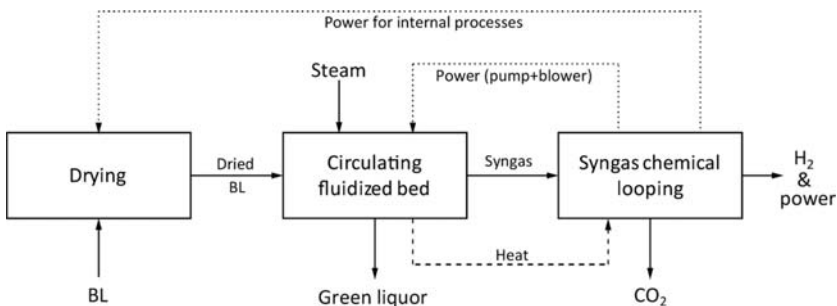 Power for internal processes
Steam
Power (pump+blower)
Drying
Dried
BL
Circulating
fluidized bed
Syngas
Syngas chemical
looping
H₂
&
power
Heat
BL
Green liquor
CO₂